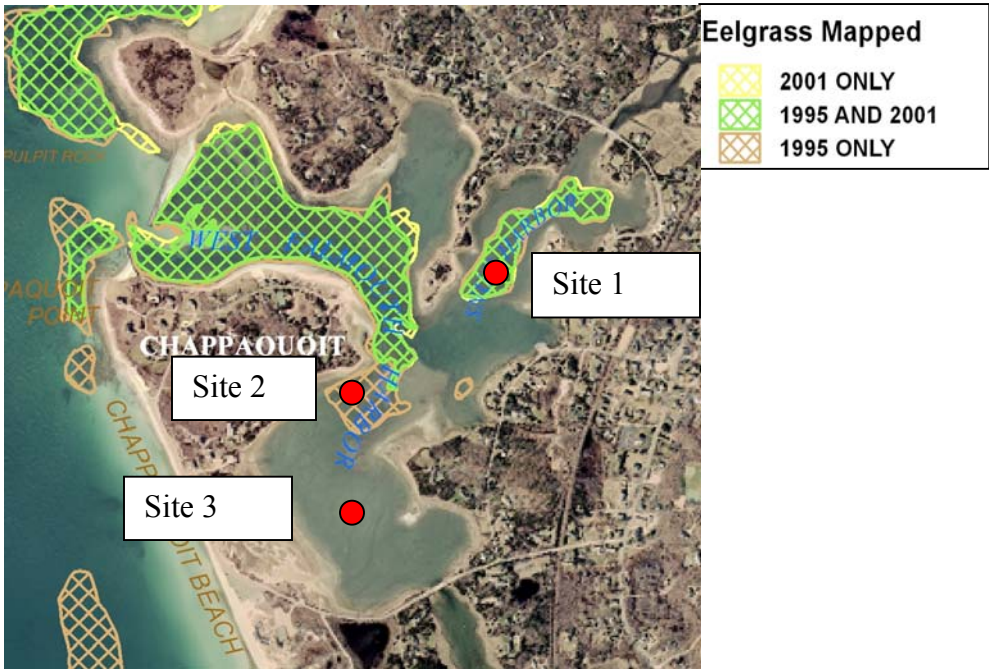 Eelgrass Mapped
2001 ONLY
1995 AND 2001
1995 ONLY
PULPIT ROCK
WEST
HARBOR
POINT
CHAPPAQUOIT
Site 1
Site 2
HARBOR
Site 3
CHAPPAQUOIT BEACH